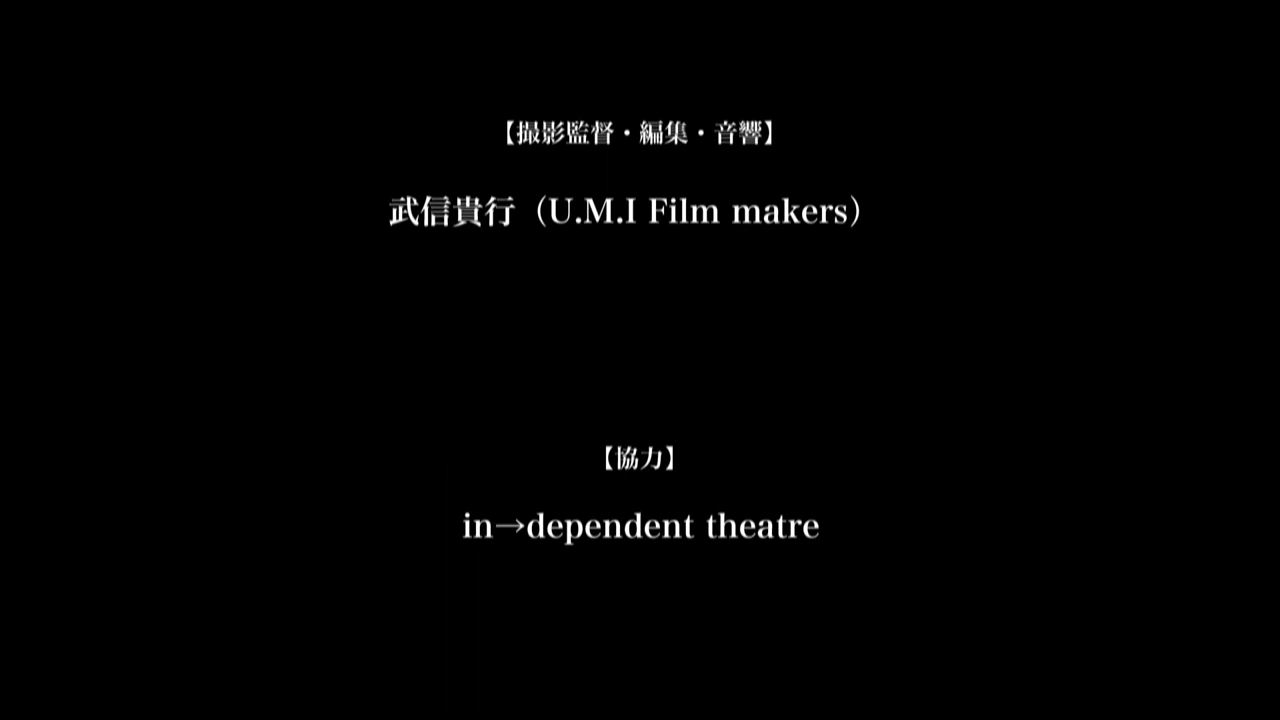 【撮影監督・編集・音響】
武信貴行（U.M.I Film makers）
【協力】
in→dependent theatre